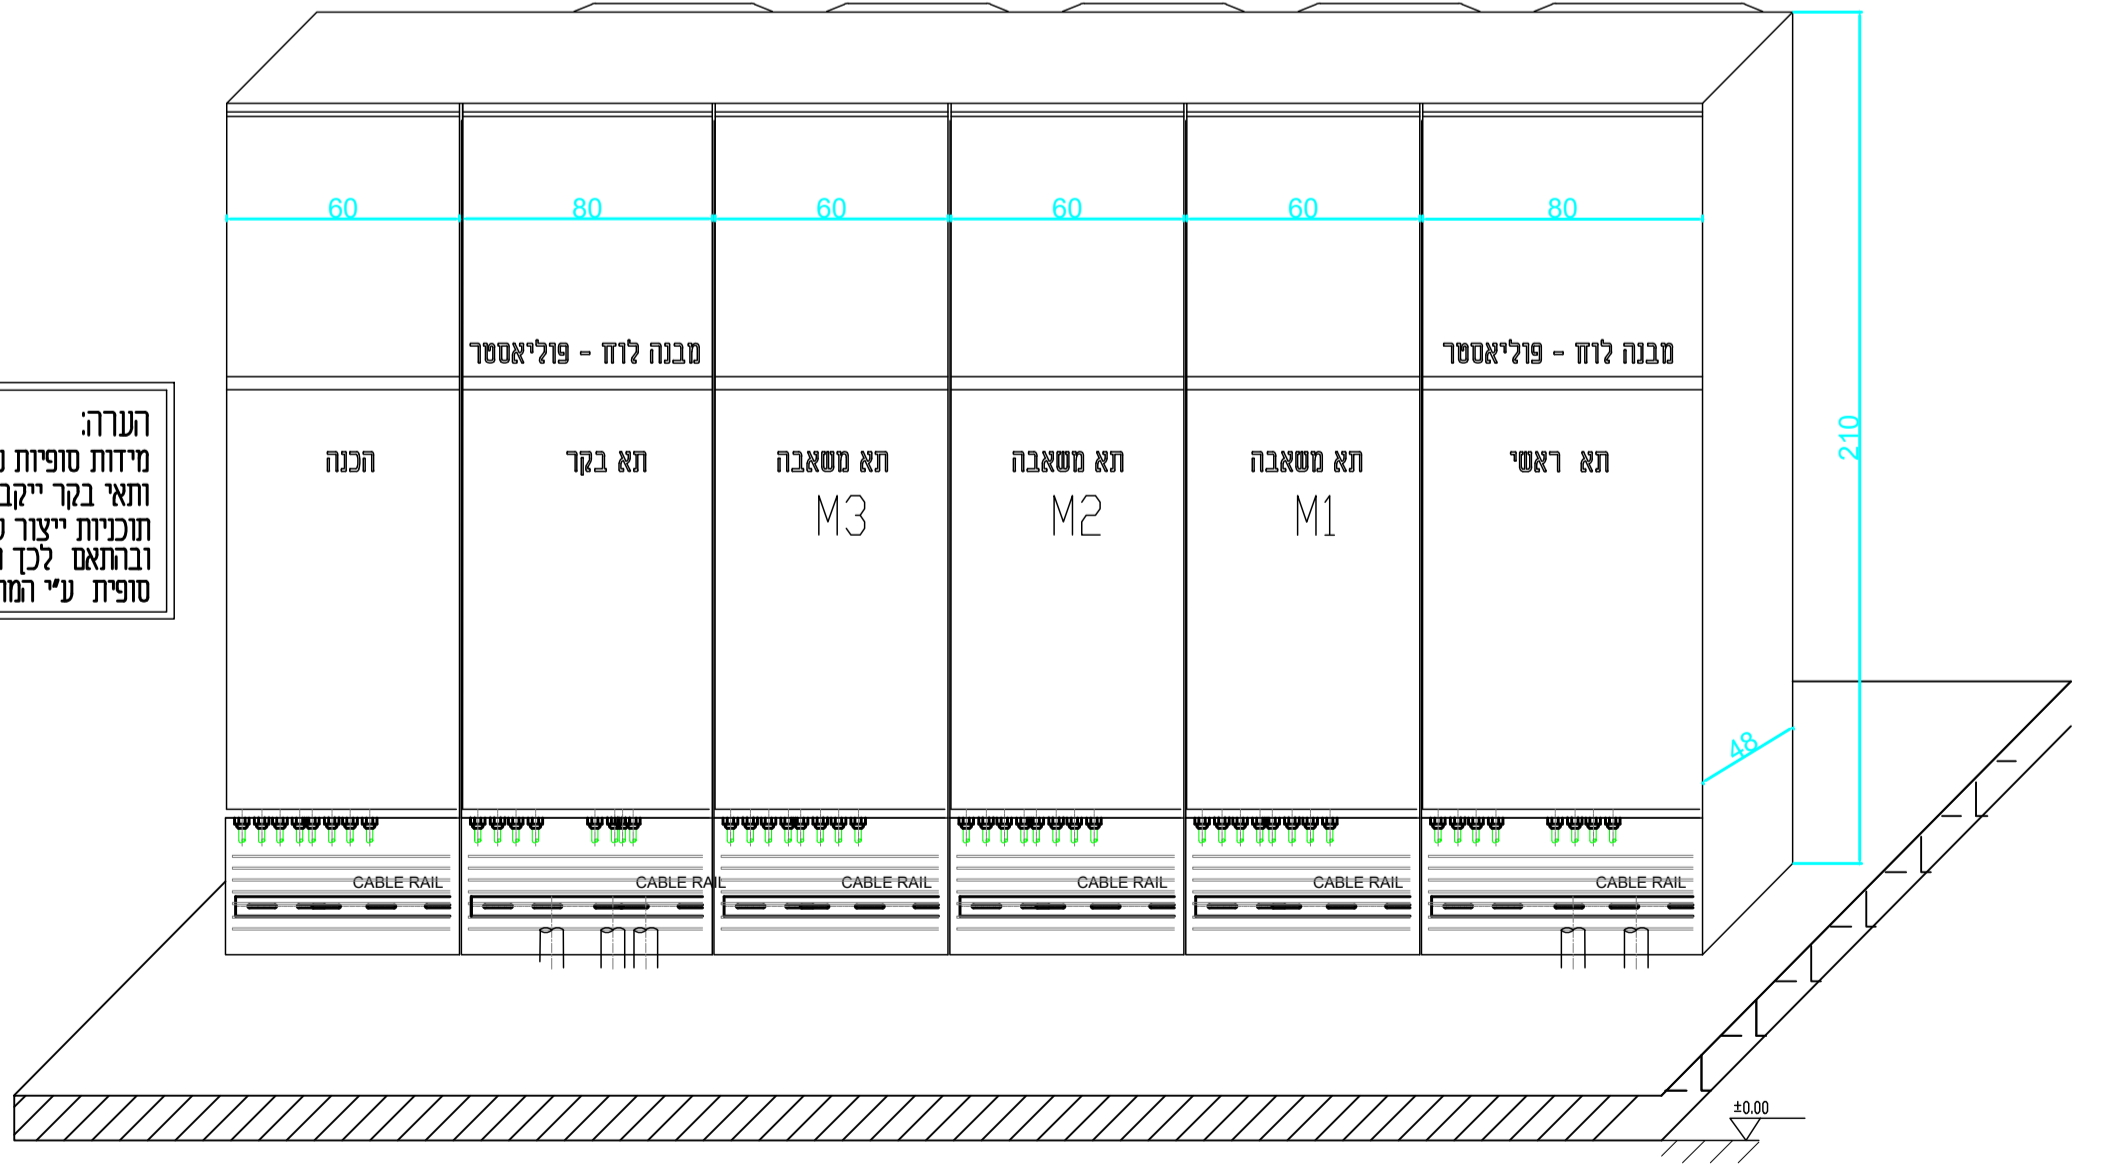 60 80 60 60 60 80
מבנה לוח - פוליאסטר
מבנה לוח - פוליאסטר
210
הערה:
מידות סופיות
ותאי בקר
תוכניות ייצור
ובהתאם לכך
סופית ע"י
תא ראשי
תא משאבה
M1
תא משאבה
M2
תא משאבה
M3
תא בקר
הכנה
48
CABLE RAIL
CABLE RAIL
CABLE RAIL
CABLE RAIL
CABLE RAIL
CABLE RAIL
±0.00